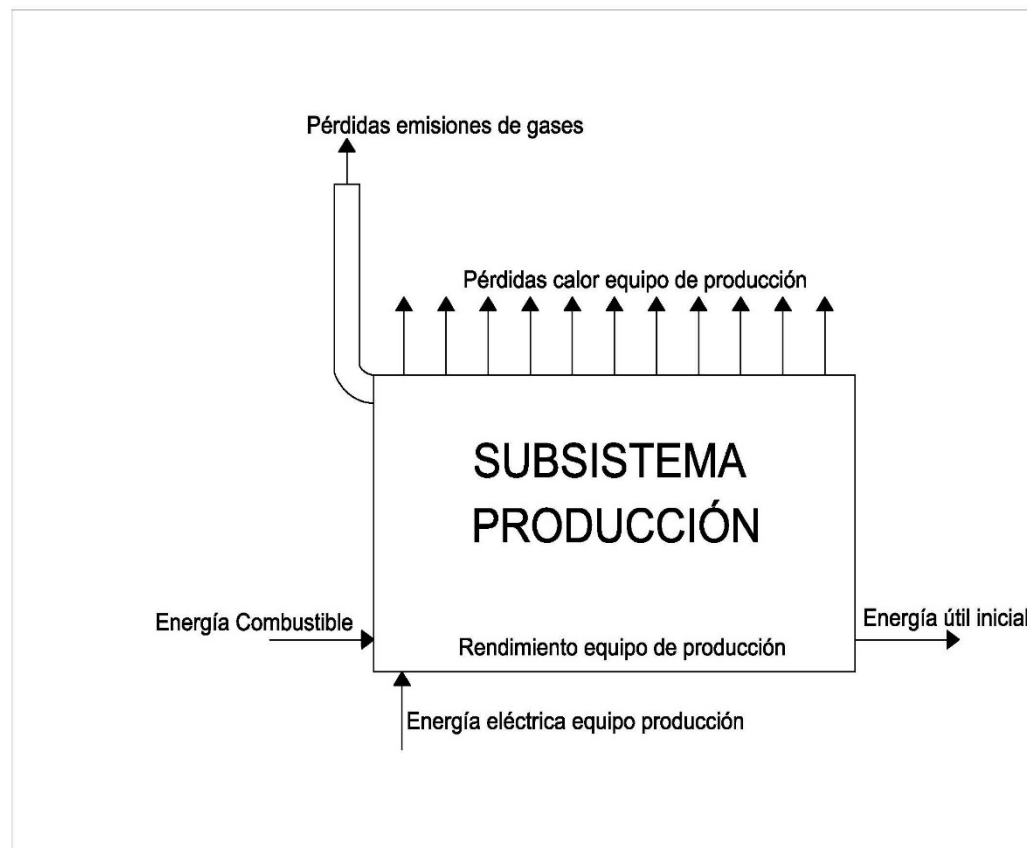 Pérdidas emisiones de gases
Pérdidas calor equipo de producción
SUBSISTEMA
PRODUCCIÓN
Energía Combustible
Energía útil inicial
Rendimiento equipo de producción
Energía eléctrica equipo producción